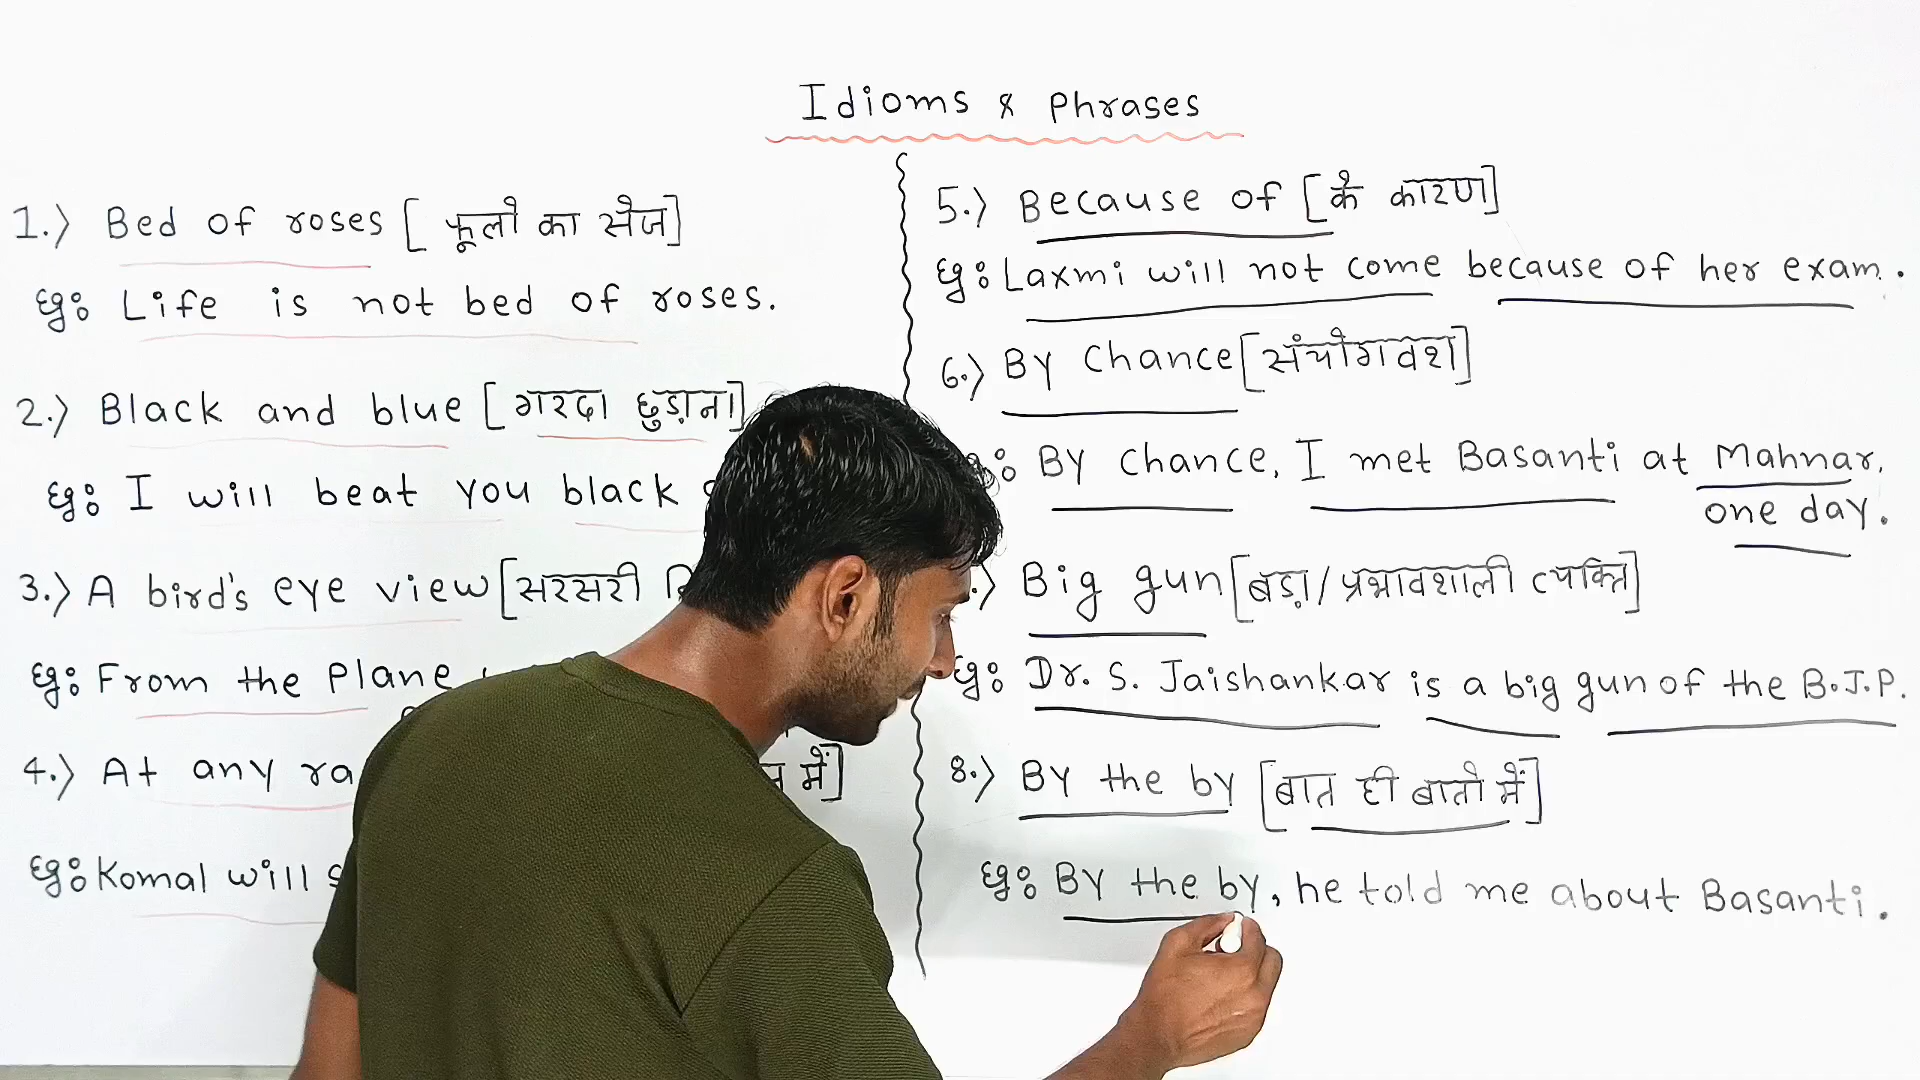 Idioms & Phrases
1.) Bed of roses [फूलो का सेज]
Eg: Life is not bed of roses.
2.) Black and blue [गरदा छुड़ाना]
Eg: I will beat you black
3.) A bird's eye view [सरसरी
Eg: From the Plane
4.) At any में]
Eg: Komal will
5.) Because of [के कारण]
Eg: Laxmi will not come because of her exam.
6.) By Chance [संयोगवश]
Eg: By chance, I met Basanti at Mahnar,
one day.
.) Big gun [बड़ा/प्रभावशाली व्यक्ति]
Eg: Dr. S. Jaishankar is a big gun of the B.J.P.
8.) By the by [बात ही बातो में]
Eg: By the by, he told me about Basanti.